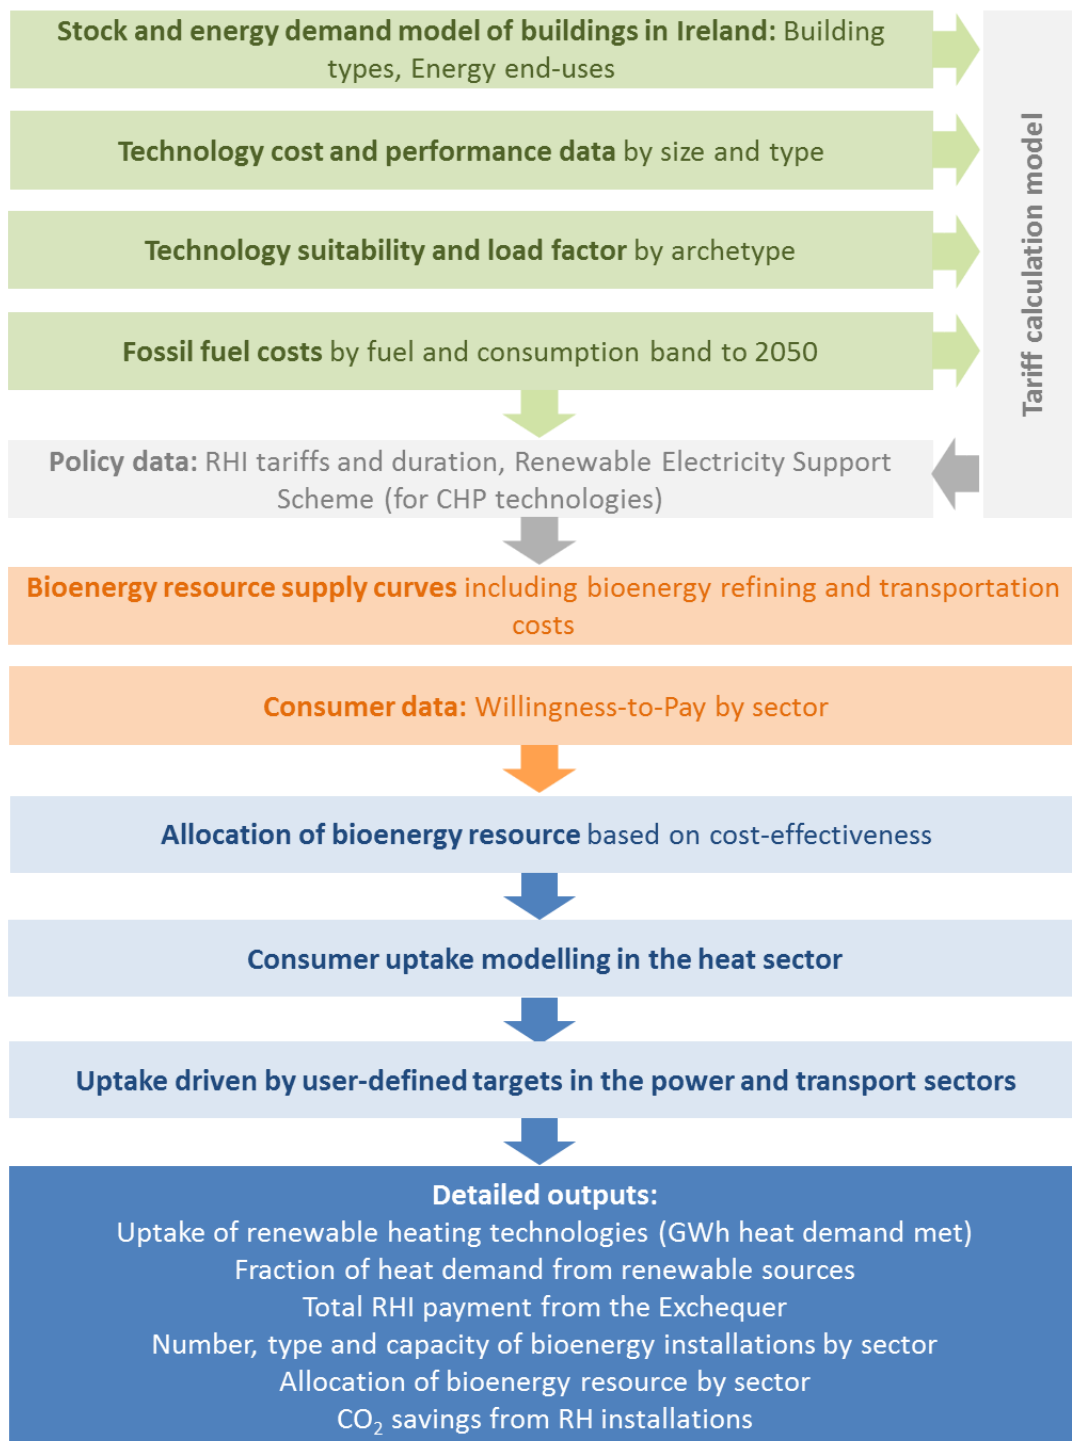 Stock and energy demand model of buildings in Ireland: Building
types, Energy end-uses
Technology cost and performance data by size and type
Technology suitability and load factor by archetype
Fossil fuel costs by fuel and consumption band to 2050
Tariff calculation model
Policy data: RHI tariffs and duration, Renewable Electricity Support
Scheme (for CHP technologies)
Bioenergy resource supply curves including bioenergy refining and transportation
costs
Consumer data: Willingness-to-Pay by sector
Allocation of bioenergy resource based on cost-effectiveness
Consumer uptake modelling in the heat sector
Uptake driven by user-defined targets in the power and transport sectors
Detailed outputs:
Uptake of renewable heating technologies (GWh heat demand met)
Fraction of heat demand from renewable sources
Total RHI payment from the Exchequer
Number, type and capacity of bioenergy installations by sector
Allocation of bioenergy resource by sector
CO₂ savings from RH installations